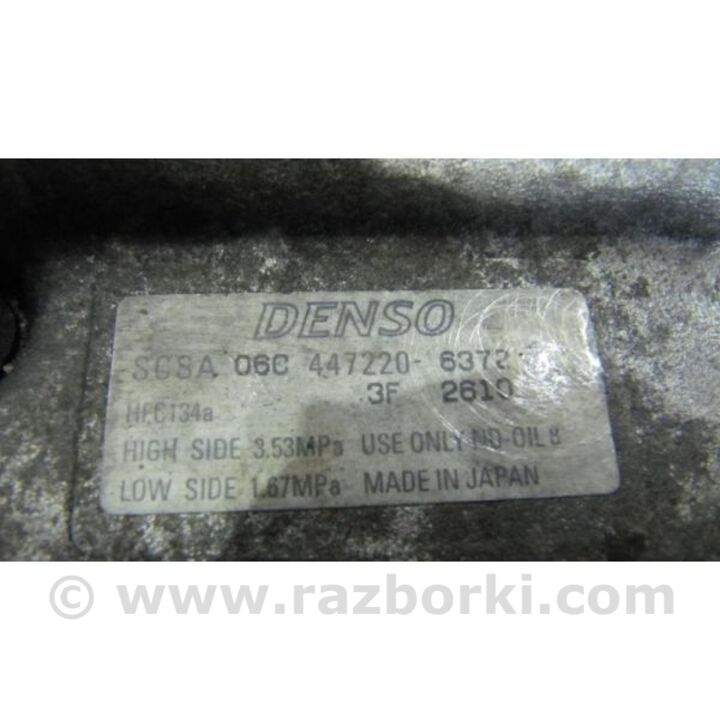 DENSO
SCSA 06C 447220-6372
3F 2610
HFC134a
HIGH SIDE 3.53MPa USE ONLY ND-OIL 8
LOW SIDE 1.67MPa MADE IN JAPAN
© www.razborki.com